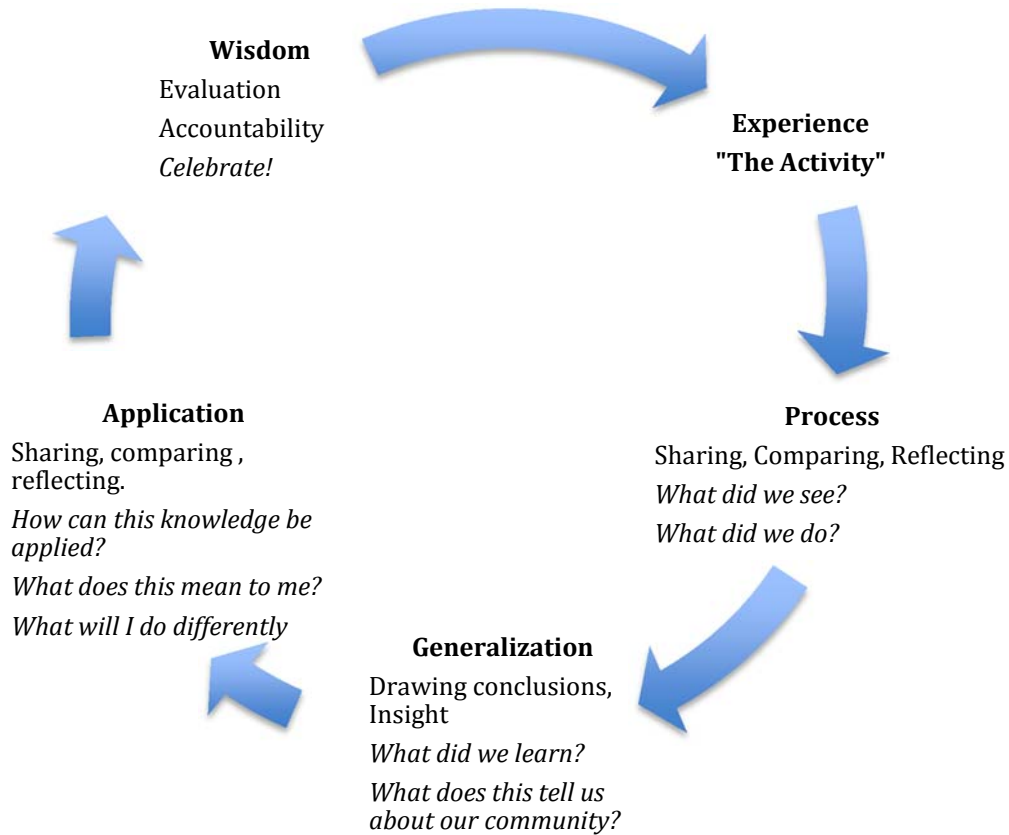 Wisdom
Evaluation
Accountability
Celebrate!
Experience
"The Activity"
Process
Sharing, Comparing, Reflecting
What did we see?
What did we do?
Generalization
Drawing conclusions,
Insight
What did we learn?
What does this tell us
about our community?
Application
Sharing, comparing ,
reflecting.
How can this knowledge be
applied?
What does this mean to me?
What will I do differently